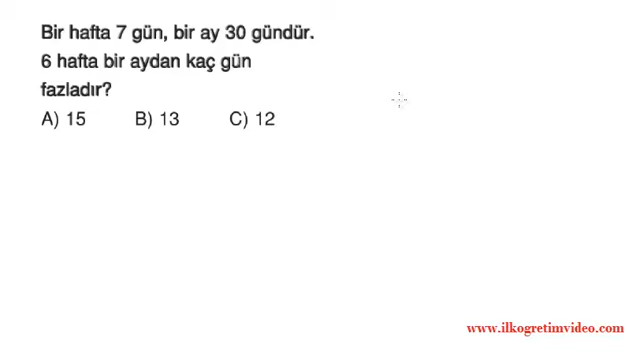 Bir hafta 7 gün, bir ay 30 gündür.
6 hafta bir aydan kaç gün
fazladır?
A) 15 B) 13 C) 12
www.ilkogretimvideo.com